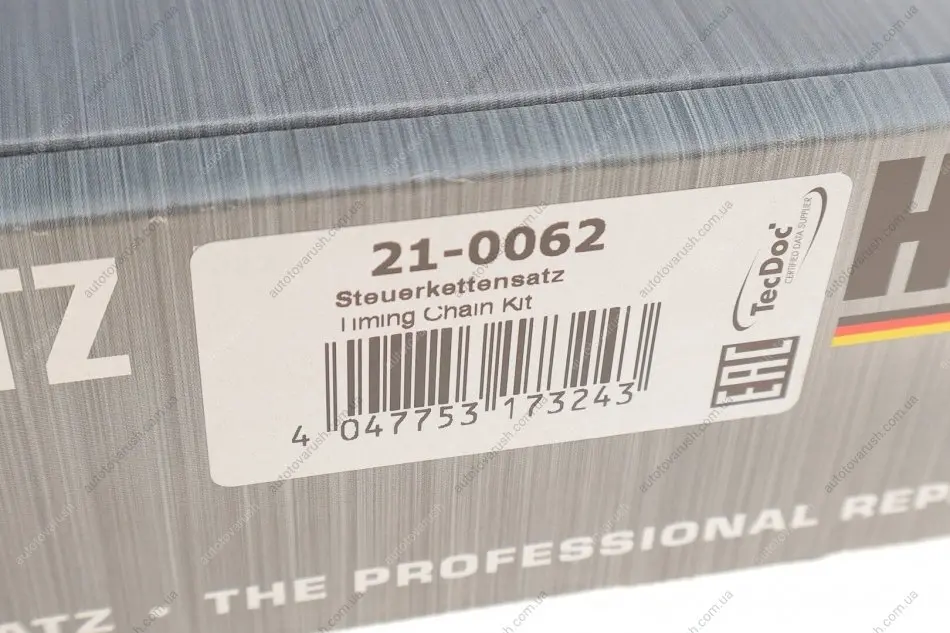 21-0062
Steuerkettensatz
Timing Chain Kit
4 047753 173243
TecDoc
CERTIFIED DATA SUPPLIER
EAC
H
TZ
ATZ • THE PROFESSIONAL REP
autotovarush.com.ua